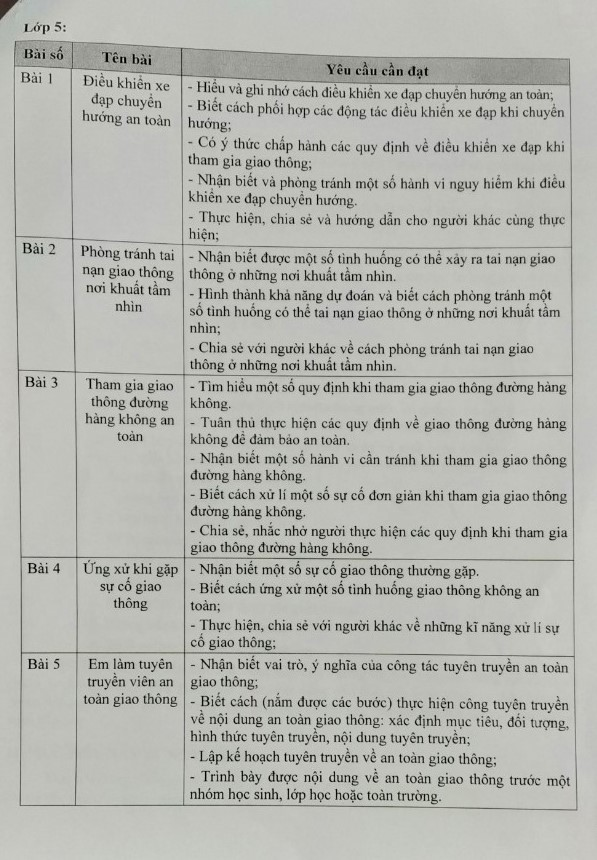 Lớp 5:
Bài số
Tên bài
Yêu cầu cần đạt
Bài 1
Điều khiển xe
đạp chuyển
hướng an toàn
- Hiểu và ghi nhớ cách điều khiển xe đạp chuyển hướng an toàn;
- Biết cách phối hợp các động tác điều khiển xe đạp khi chuyển
hướng;
- Có ý thức chấp hành các quy định về điều khiển xe đạp khi
tham gia giao thông;
- Nhận biết và phòng tránh một số hành vi nguy hiểm khi điều
khiển xe đạp chuyển hướng.
- Thực hiện, chia sẻ và hướng dẫn cho người khác cùng thực
hiện;
Bài 2
Phòng tránh tai
nạn giao thông
nơi khuất tầm
nhìn
- Nhận biết được một số tình huống có thể xảy ra tai nạn giao
thông ở những nơi khuất tầm nhìn.
- Hình thành khả năng dự đoán và biết cách phòng tránh một
số tình huống có thể tai nạn giao thông ở những nơi khuất tầm
nhìn;
- Chia sẻ với người khác về cách phòng tránh tai nạn giao
thông ở những nơi khuất tầm nhìn.
Bài 3
Tham gia giao
thông đường
hàng không an
toàn
- Tìm hiểu một số quy định khi tham gia giao thông đường hàng
không.
- Tuân thủ thực hiện các quy định về giao thông đường hàng
không để đảm bảo an toàn.
- Nhận biết một số hành vi cần tránh khi tham gia giao thông
đường hàng không.
- Biết cách xử lí một số sự cố đơn giản khi tham gia giao thông
đường hàng không.
- Chia sẻ, nhắc nhở người thực hiện các quy định khi tham gia
giao thông đường hàng không.
Bài 4
Ứng xử khi gặp
sự cố giao
thông
- Nhận biết một số sự cố giao thông thường gặp.
- Biết cách ứng xử một số tình huống giao thông không an
toàn;
- Thực hiện, chia sẻ với người khác về những kĩ năng xử lí sự
cố giao thông;
Bài 5
Em làm tuyên
truyền viên an
toàn giao thông
- Nhận biết vai trò, ý nghĩa của công tác tuyên truyền an toàn
giao thông;
- Biết cách (nắm được các bước) thực hiện công tuyên truyền
về nội dung an toàn giao thông: xác định mục tiêu, đối tượng,
hình thức tuyên truyền, nội dung tuyên truyền;
- Lập kế hoạch tuyên truyền về an toàn giao thông;
- Trình bày được nội dung về an toàn giao thông trước một
nhóm học sinh, lớp học hoặc toàn trường.